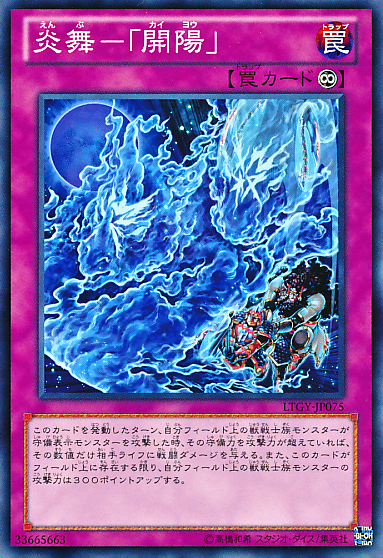 炎舞－「開陽」
罠
【罠カード∞】
LTGY-JP075
このカードを発動したターン、自分フィールド上の獣戦士族モンスターが
守備表示モンスターを攻撃した時、その守備力を攻撃力が超えていれば、
その数値だけ相手ライフに戦闘ダメージを与える。また、このカードが
フィールド上に存在する限り、自分フィールド上の獣戦士族モンスターの
攻撃力は３００ポイントアップする。
33665663
©高橋和希 スタジオ・ダイス/集英社